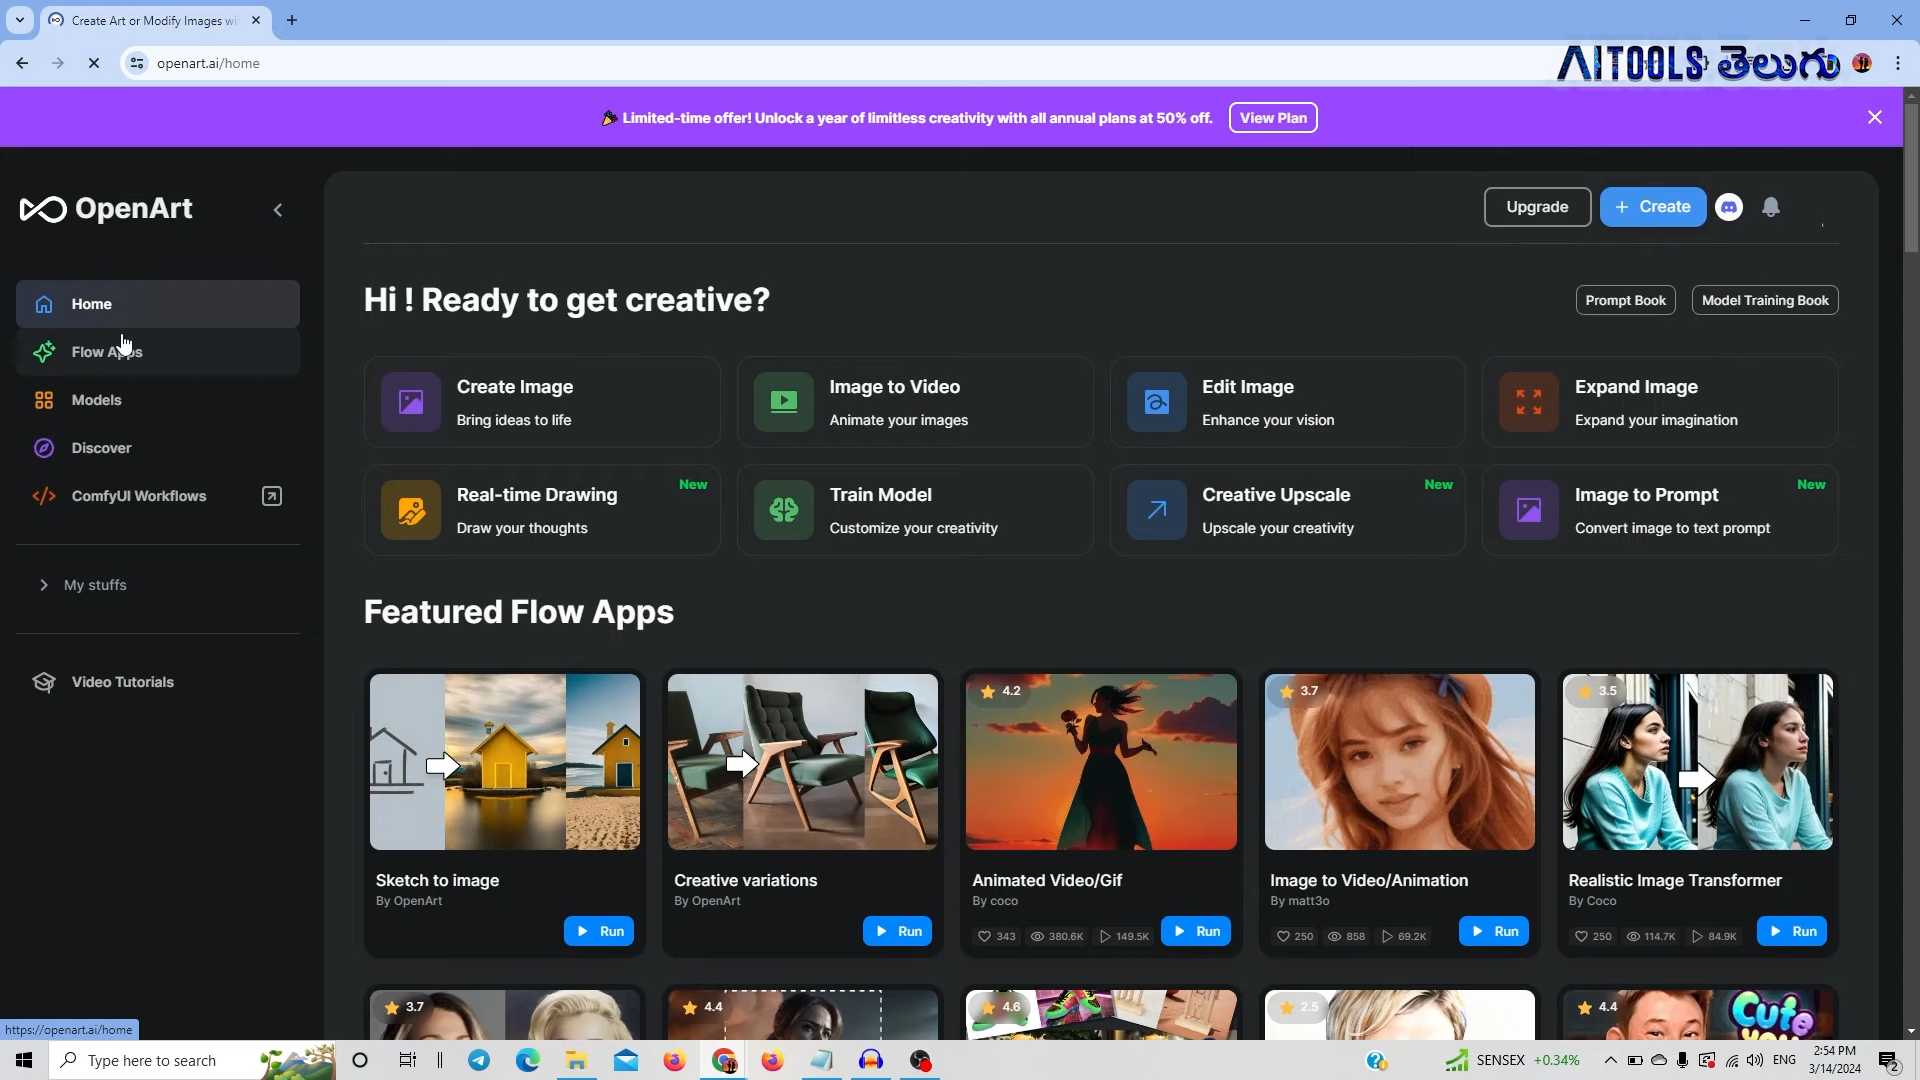 Create Art or Modify Images wi
openart.ai/home
AITOOLS తెలుగు
Limited-time offer! Unlock a year of limitless creativity with all annual plans at 50% off.
View Plan
OpenArt
Upgrade
+ Create
Home
Flow Apps
Models
Discover
ComfyUI Workflows
My stuffs
Video Tutorials
Hi ! Ready to get creative?
Prompt Book
Model Training Book
Create Image
Bring ideas to life
Image to Video
Animate your images
Edit Image
Enhance your vision
Expand Image
Expand your imagination
Real-time Drawing
New
Draw your thoughts
Train Model
Customize your creativity
Creative Upscale
New
Upscale your creativity
Image to Prompt
New
Convert image to text prompt
Featured Flow Apps
4.2
3.7
3.5
Sketch to image
By OpenArt
Run
Creative variations
By OpenArt
Run
Animated Video/Gif
By coco
343 380.6K 149.5K
Run
Image to Video/Animation
By matt3o
250 858 69.2K
Run
Realistic Image Transformer
By Coco
250 114.7K 84.9K
Run
3.7
4.4
4.6
2.5
4.4
Cute
https://openart.ai/home
Type here to search
SENSEX +0.34%
ENG
2:54 PM
3/14/2024
2